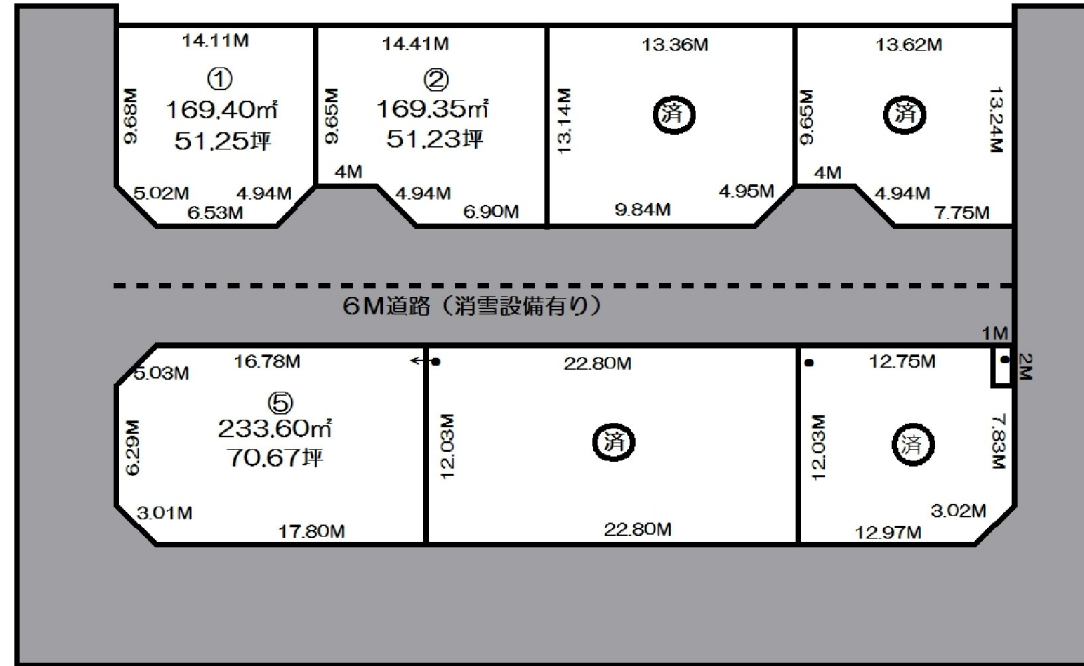 14.11M
14.41M
13.36M
13.62M
①
169.40㎡
51.25坪
9.68M
5.02M
6.53M
4.94M
②
169.35㎡
51.23坪
9.65M
4M
4.94M
6.90M
済
13.14M
9.84M
4.95M
済
9.65M
13.24M
4M
4.94M
7.75M
6M道路（消雪設備有り）
16.78M
5.03M
⑤
233.60㎡
70.67坪
6.29M
3.01M
17.80M
22.80M
12.03M
済
22.80M
12.75M
1M
2M
12.03M
済
7.83M
3.02M
12.97M